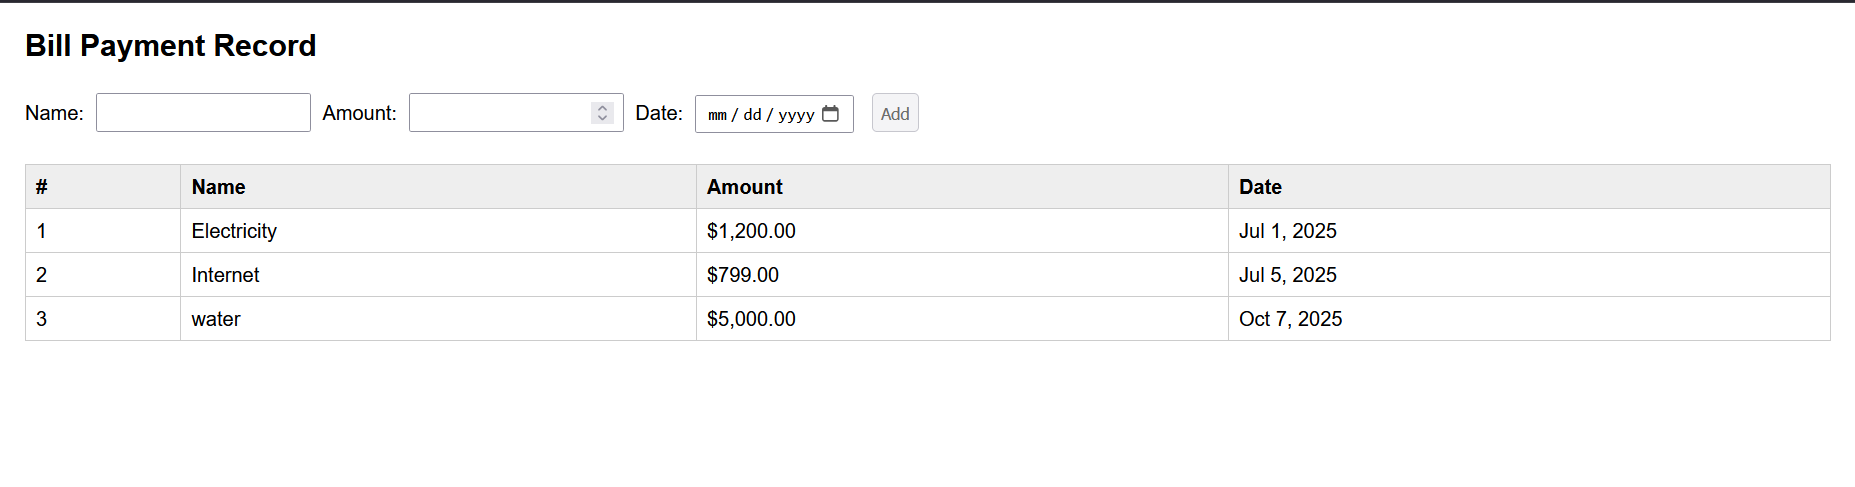 Bill Payment Record
Name: Amount: Date: mm / dd / yyyy Add
# Name Amount Date
1 Electricity $1,200.00 Jul 1, 2025
2 Internet $799.00 Jul 5, 2025
3 water $5,000.00 Oct 7, 2025